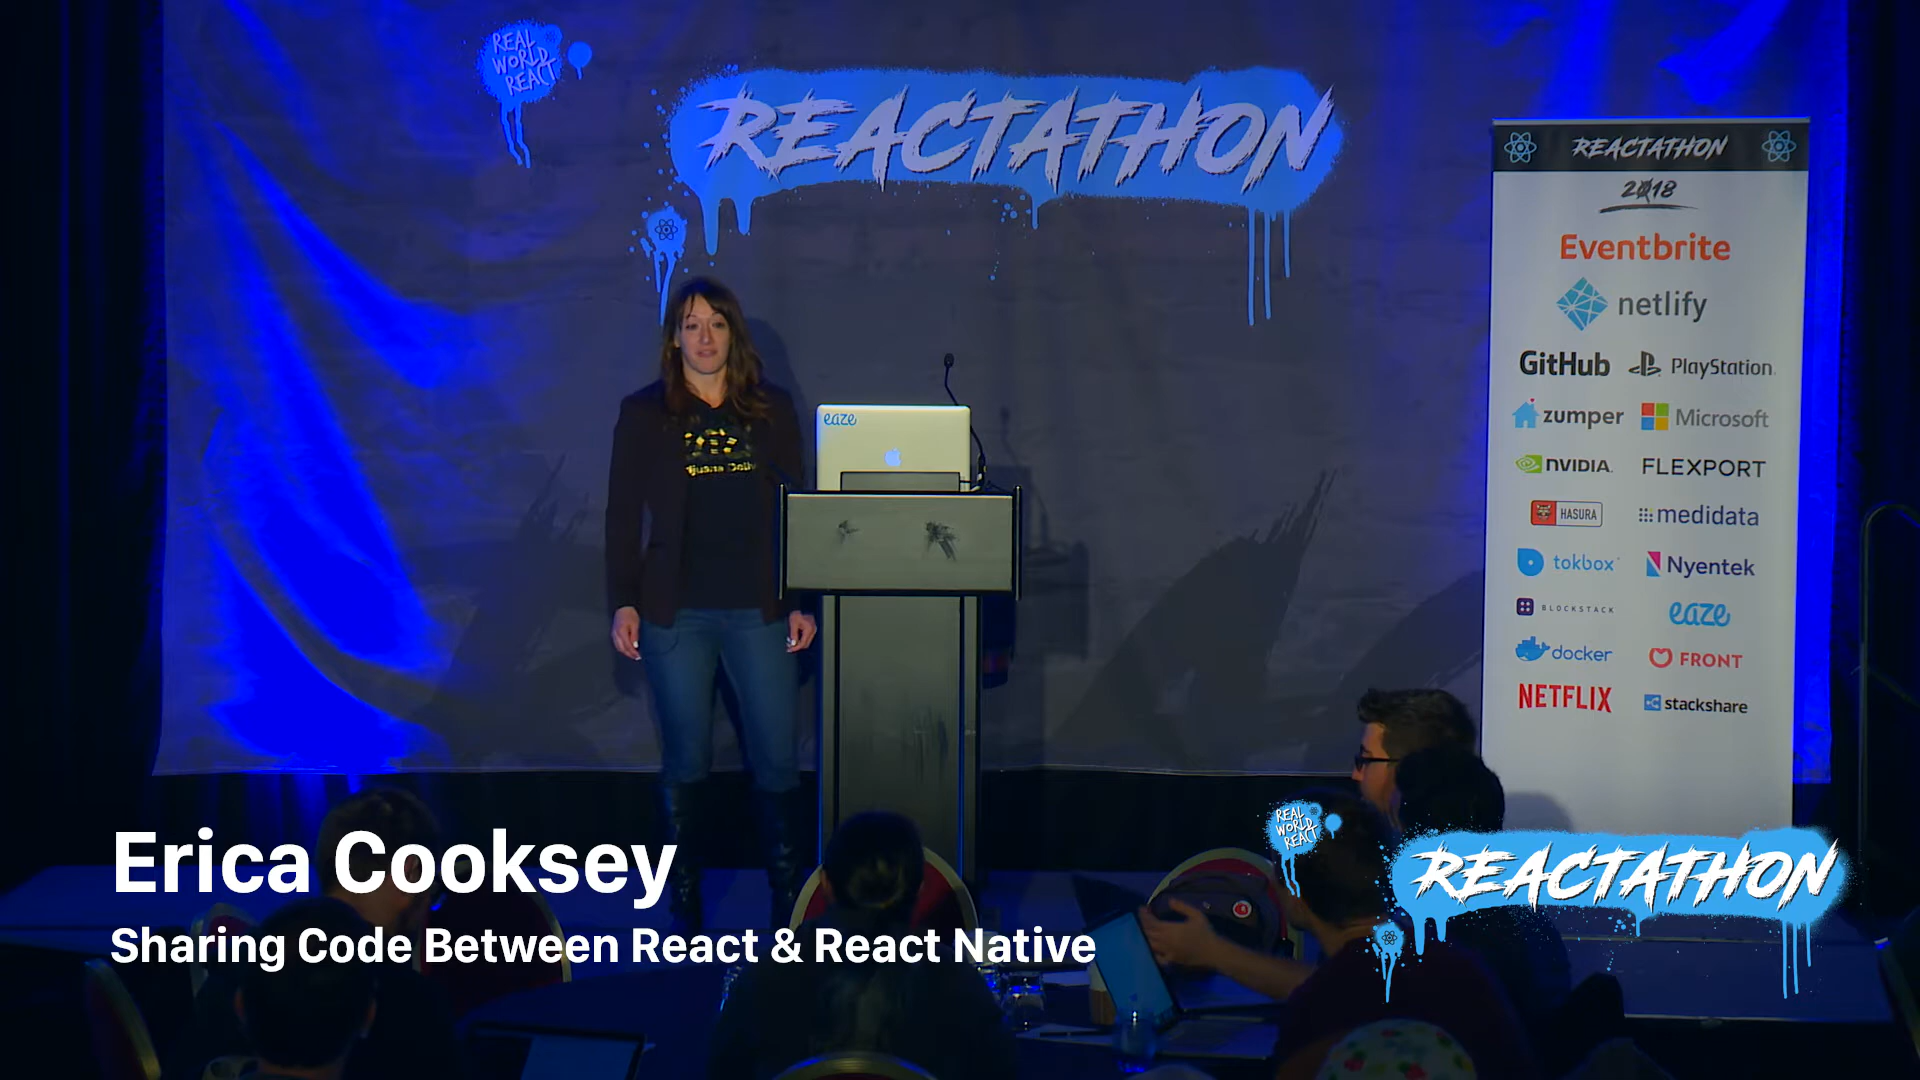 REAL
WORLD
REACT
REACTATHON
REACTATHON
2018
Eventbrite
netlify
GitHub PlayStation
zumper Microsoft
NVIDIA FLEXPORT
HASURA medidata
tokbox Nyentek
BLOCKSTACK eaze
docker FRONT
NETFLIX stackshare
eaze
Erica Cooksey
Sharing Code Between React & React Native
REAL
WORLD
REACT
REACTATHON